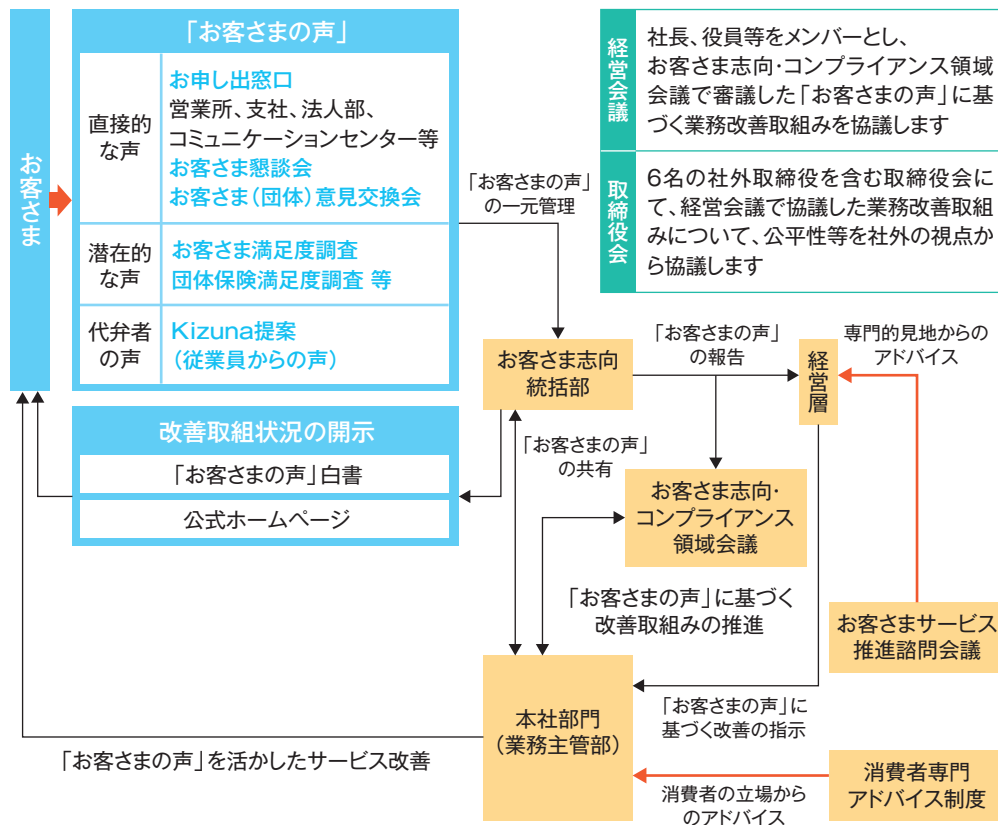 お客さま
「お客さまの声」
直接的
な声
お申し出窓口
営業所、支社、法人部、
コミュニケーションセンター等
お客さま懇談会
お客さま(団体)意見交換会
潜在的
な声
お客さま満足度調査
団体保険満足度調査 等
代弁者
の声
Kizuna提案
(従業員からの声)
経営会議
社長、役員等をメンバーとし、
お客さま志向・コンプライアンス領域
会議で審議した「お客さまの声」に基
づく業務改善取組みを協議します
取締役会
6名の社外取締役を含む取締役会に
て、経営会議で協議した業務改善取組
みについて、公平性等を社外の視点か
ら協議します
「お客さまの声」
の一元管理
お客さま志向
統括部
「お客さまの声」
の報告
経営層
専門的見地からの
アドバイス
改善取組状況の開示
「お客さまの声」白書
公式ホームページ
「お客さまの声」
の共有
お客さま志向・
コンプライアンス
領域会議
「お客さまの声」に基づく
改善取組みの推進
お客さまサービス
推進諮問会議
本社部門
(業務主管部)
「お客さまの声」に
基づく改善の指示
「お客さまの声」を活かしたサービス改善
消費者の立場から
のアドバイス
消費者専門
アドバイス制度